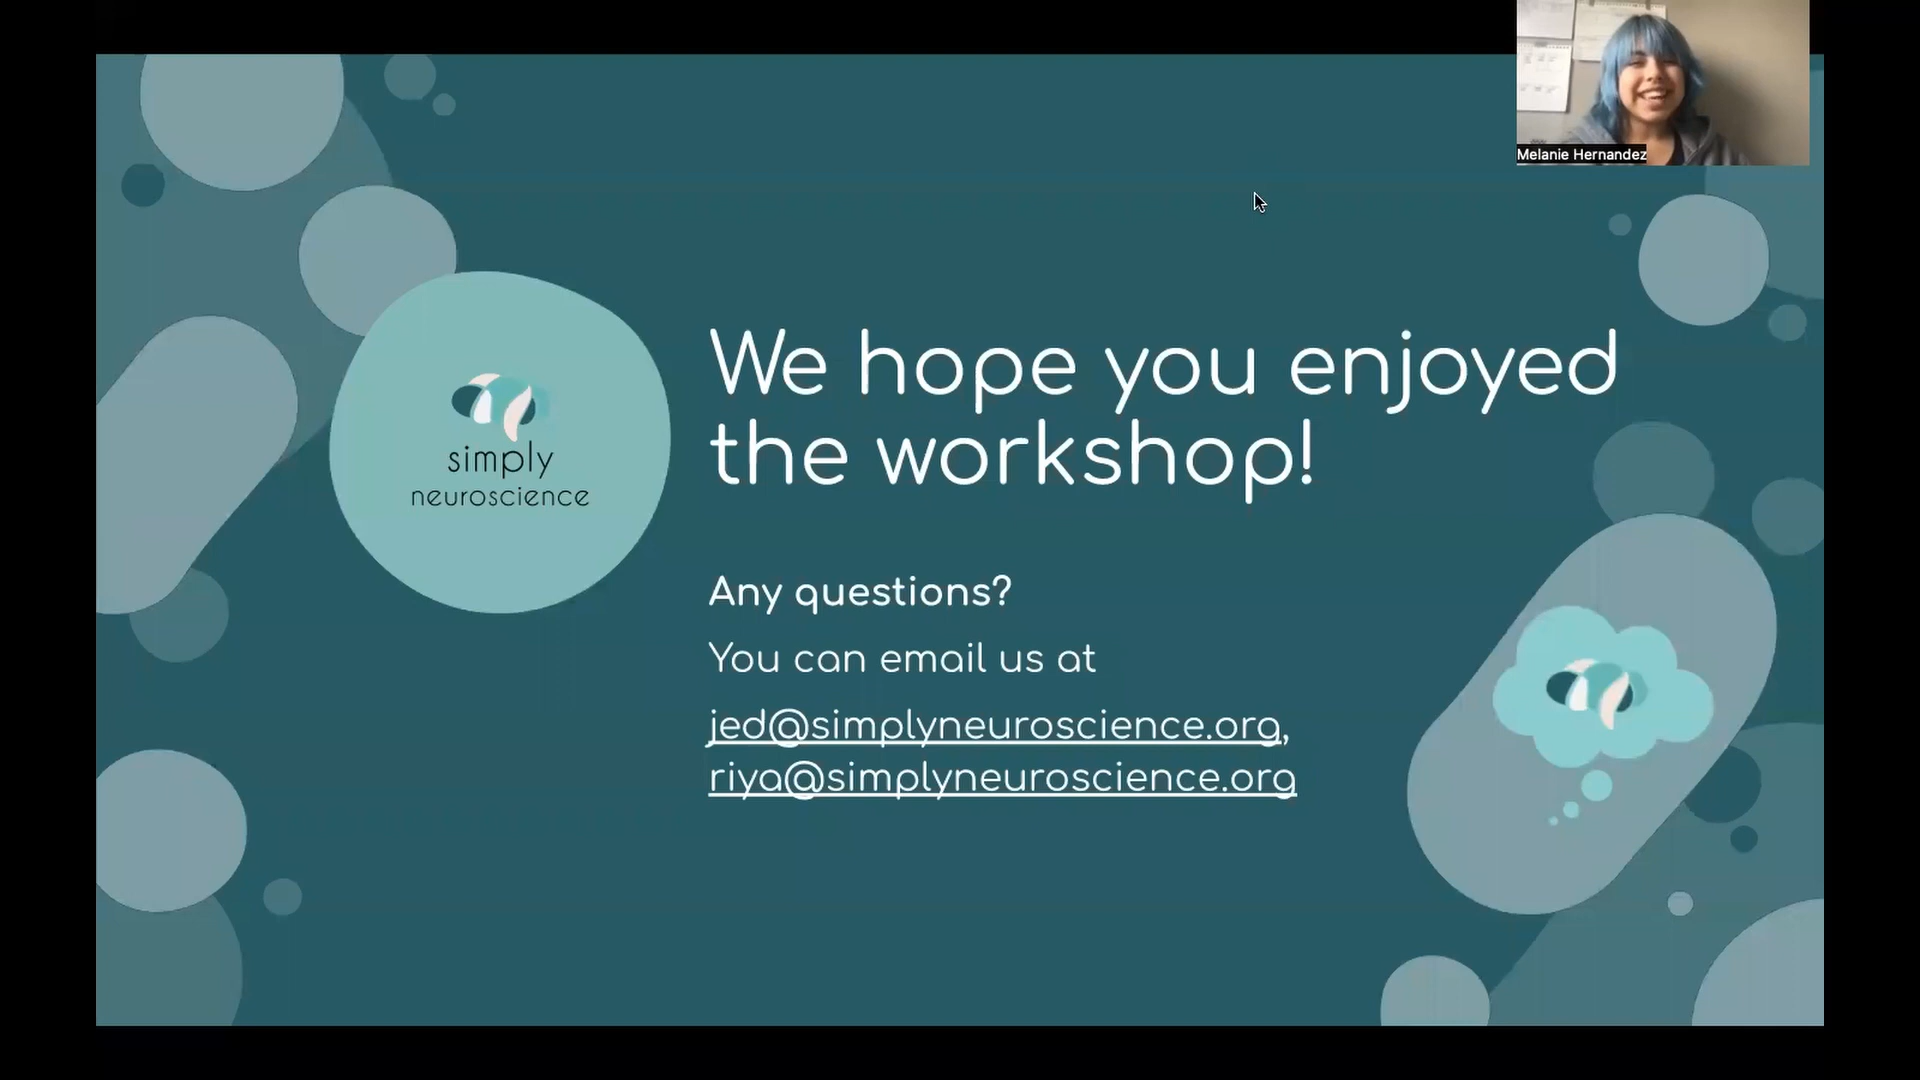 Melanie Hernandez
simply
neuroscience
We hope you enjoyed
the workshop!
Any questions?
You can email us at
jed@simplyneuroscience.org,
riya@simplyneuroscience.org